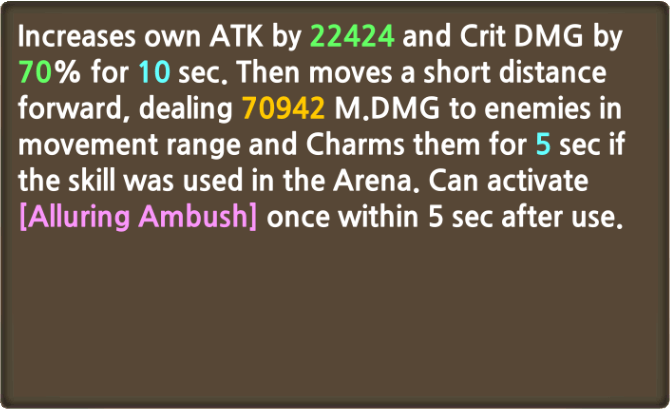 Increases own ATK by 22424 and Crit DMG by
70% for 10 sec. Then moves a short distance
forward, dealing 70942 M.DMG to enemies in
movement range and Charms them for 5 sec if
the skill was used in the Arena. Can activate
[Alluring Ambush] once within 5 sec after use.